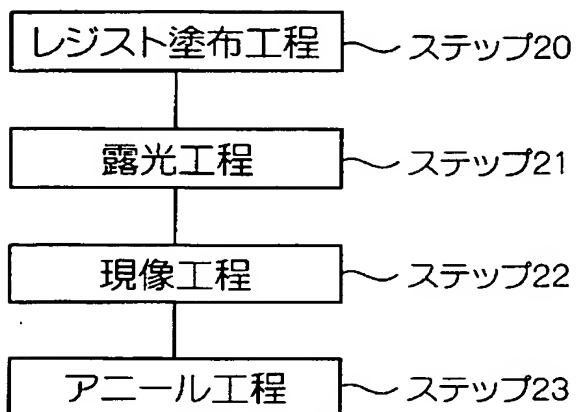 レジスト塗布工程 ステップ20
露光工程 ステップ21
現像工程 ステップ22
アニール工程 ステップ23